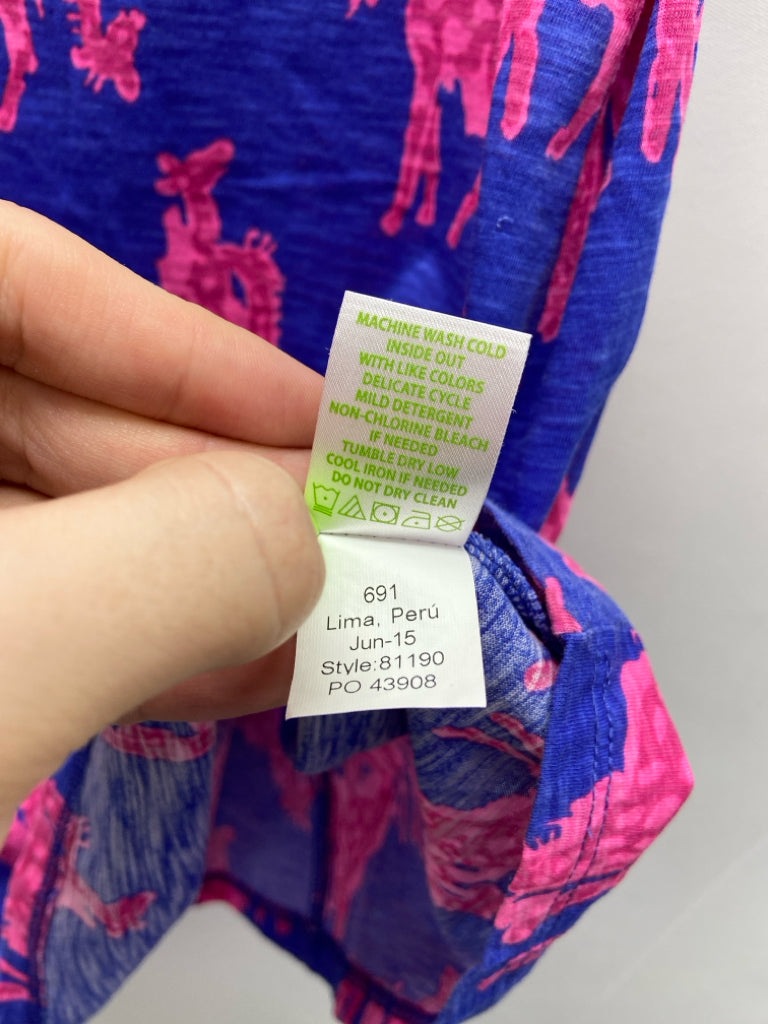 MACHINE WASH COLD
INSIDE OUT
WITH LIKE COLORS
DELICATE CYCLE
MILD DETERGENT
NON-CHLORINE BLEACH
IF NEEDED
TUMBLE DRY LOW
COOL IRON IF NEEDED
DO NOT DRY CLEAN
691
Lima, Perú
Jun-15
Style:81190
PO 43908